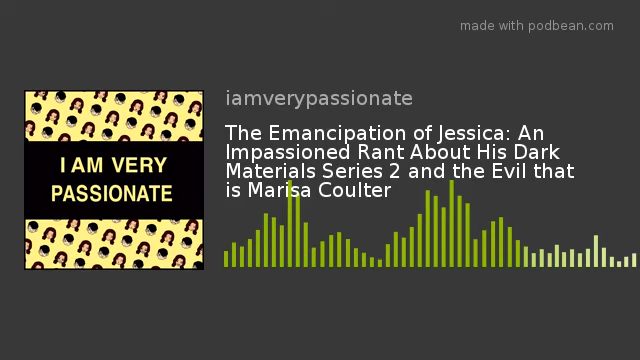 made with podbean.com
iamverypassionate
I AM VERY
PASSIONATE
The Emancipation of Jessica: An
Impassioned Rant About His Dark
Materials Series 2 and the Evil that
is Marisa Coulter